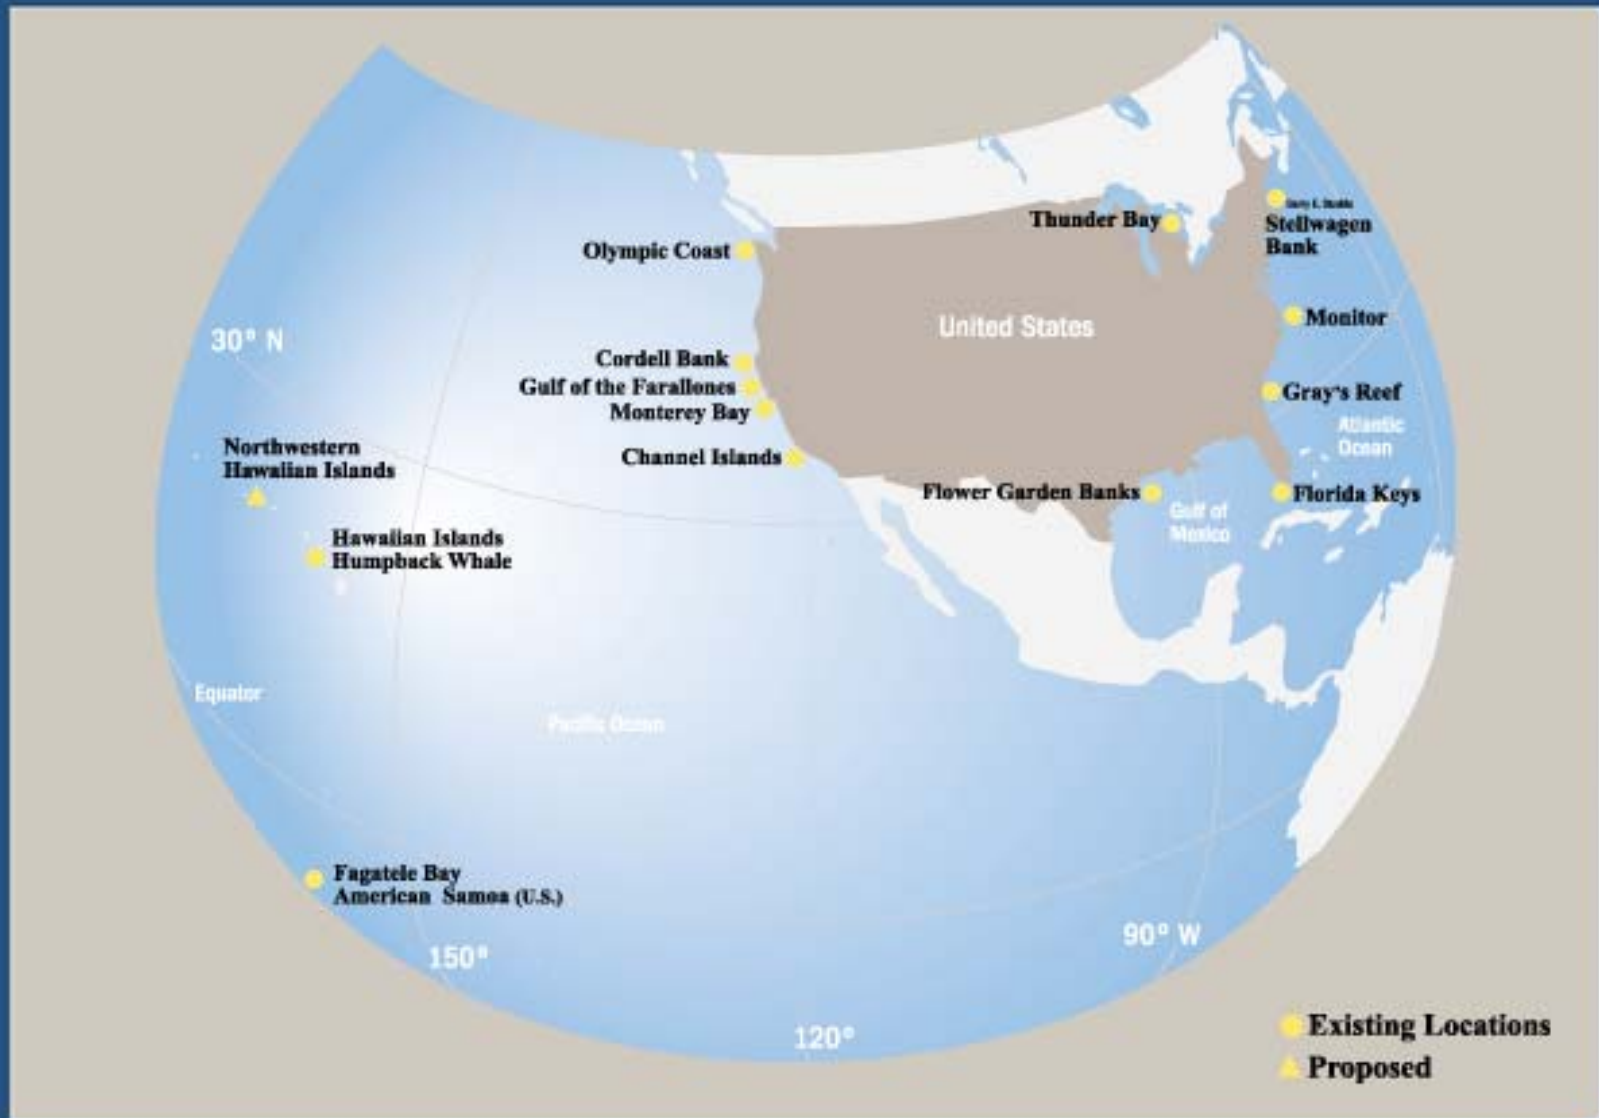 Thunder Bay
Gerry E. Studds
Stellwagen
Bank
Olympic Coast
United States
Monitor
30° N
Cordell Bank
Gulf of the Farallones
Monterey Bay
Gray's Reef
Atlantic
Ocean
Northwestern
Hawaiian Islands
Channel Islands
Flower Garden Banks
Florida Keys
Gulf of
Mexico
Hawaiian Islands
Humpback Whale
Equator
Pacific Ocean
Fagatele Bay
American Samoa (U.S.)
90° W
150°
120°
Existing Locations
Proposed